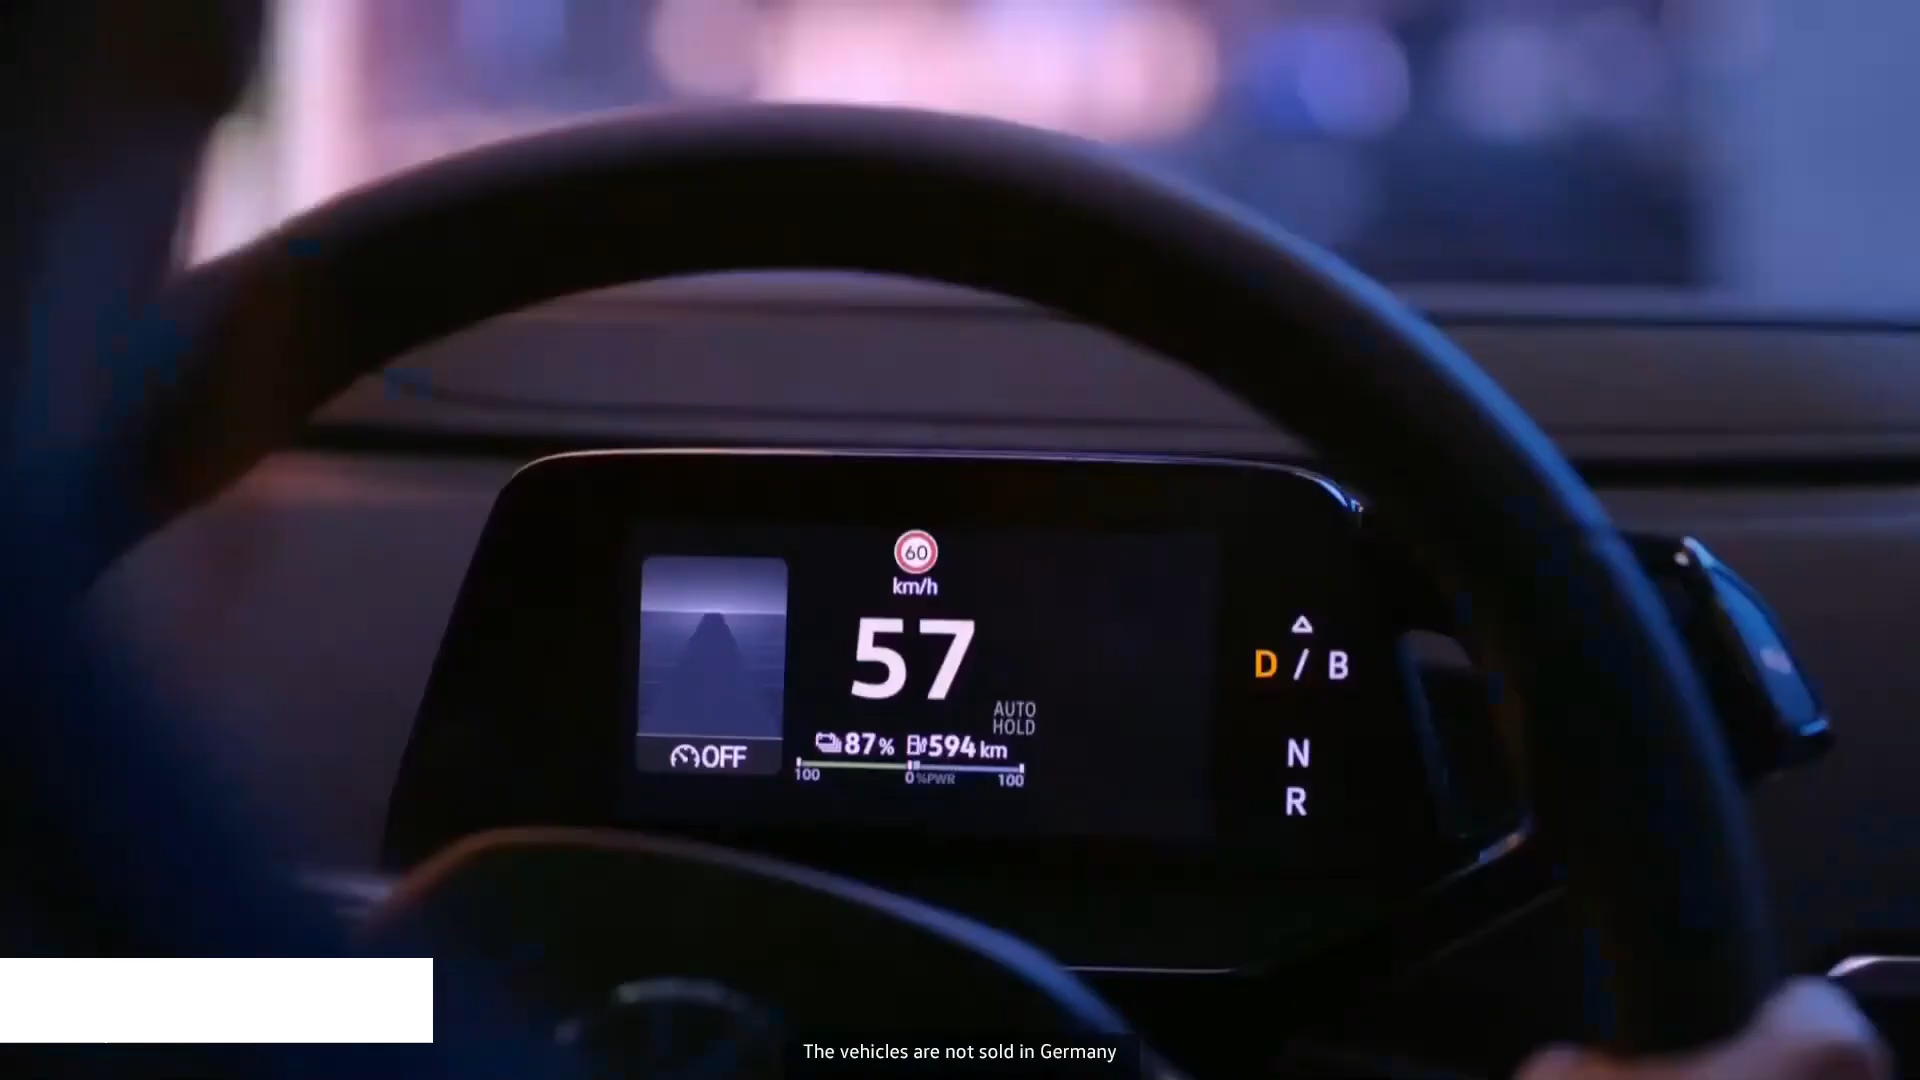 60
km/h
57
AUTO
HOLD
87% 594 km
100 0 %PWR 100
OFF
D / B
N
R
The vehicles are not sold in Germany